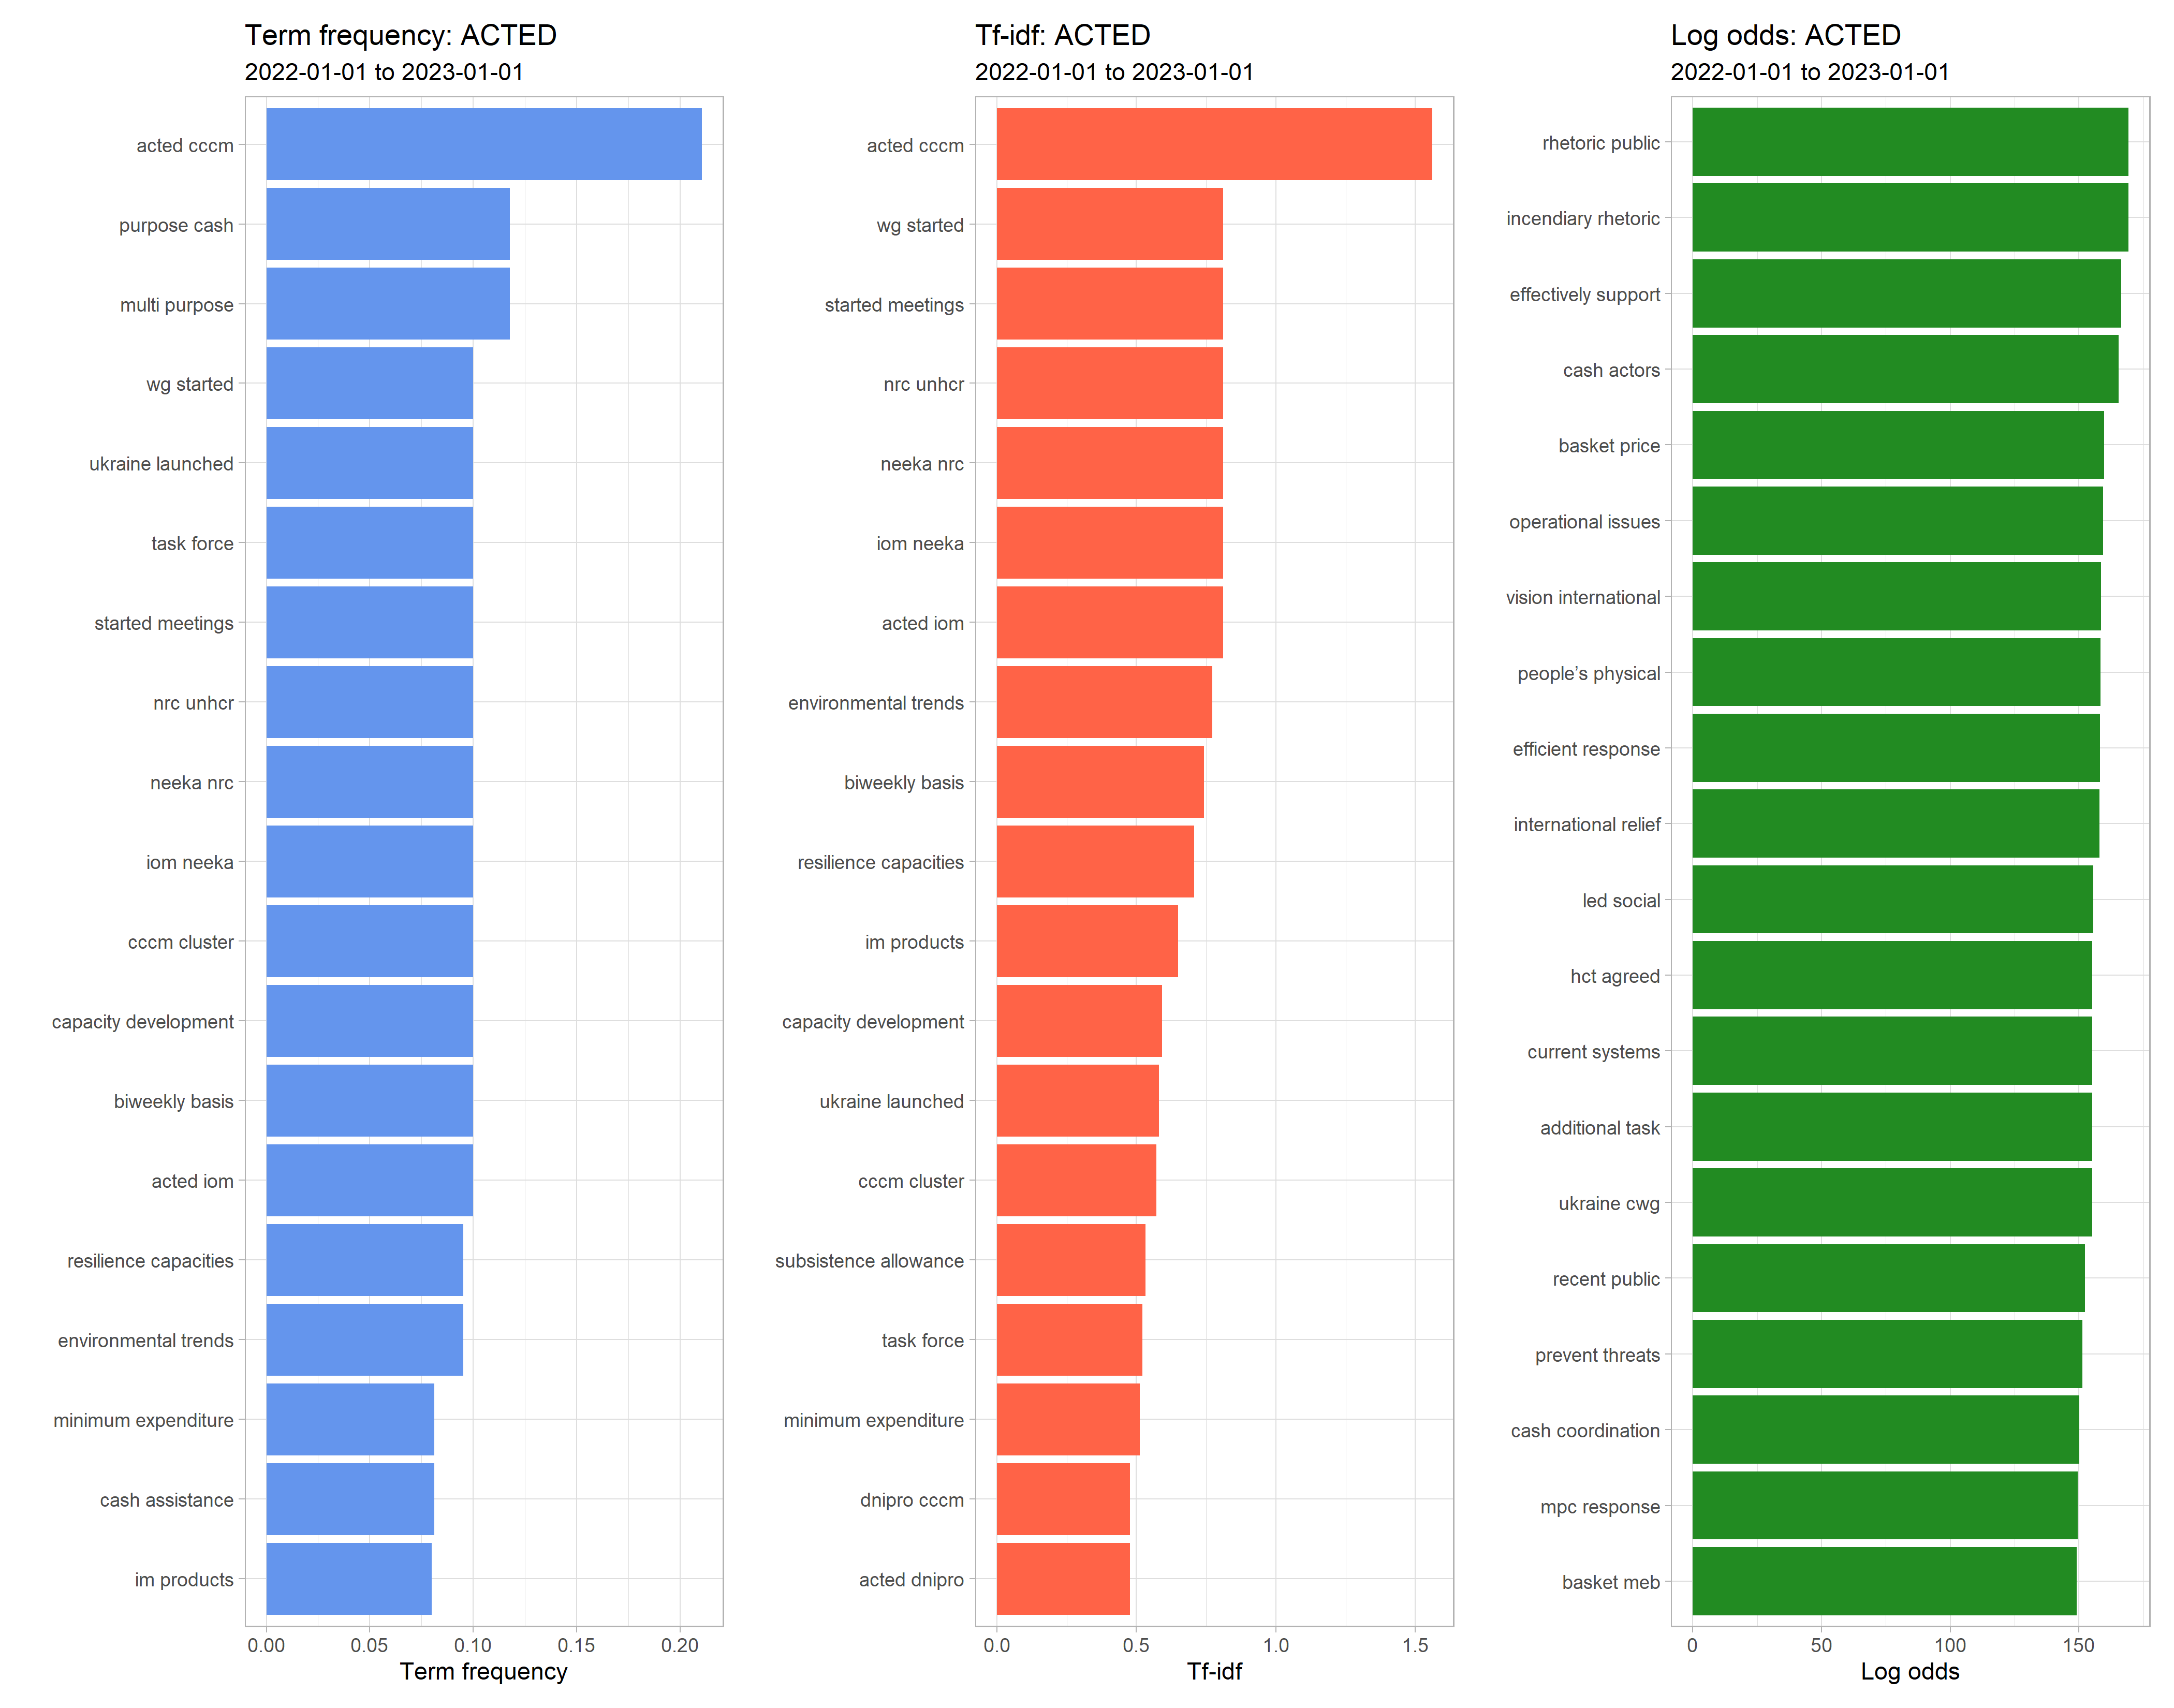 Term frequency: ACTED
2022-01-01 to 2023-01-01
acted cccm
purpose cash
multi purpose
wg started
ukraine launched
task force
started meetings
nrc unhcr
neeka nrc
iom neeka
cccm cluster
capacity development
biweekly basis
acted iom
resilience capacities
environmental trends
minimum expenditure
cash assistance
im products
0.00 0.05 0.10 0.15 0.20
Term frequency
Tf-idf: ACTED
2022-01-01 to 2023-01-01
acted cccm
wg started
started meetings
nrc unhcr
neeka nrc
iom neeka
acted iom
environmental trends
biweekly basis
resilience capacities
im products
capacity development
ukraine launched
cccm cluster
subsistence allowance
task force
minimum expenditure
dnipro cccm
acted dnipro
0.0 0.5 1.0 1.5
Tf-idf
Log odds: ACTED
2022-01-01 to 2023-01-01
rhetoric public
incendiary rhetoric
effectively support
cash actors
basket price
operational issues
vision international
people’s physical
efficient response
international relief
led social
hct agreed
current systems
additional task
ukraine cwg
recent public
prevent threats
cash coordination
mpc response
basket meb
0 50 100 150
Log odds